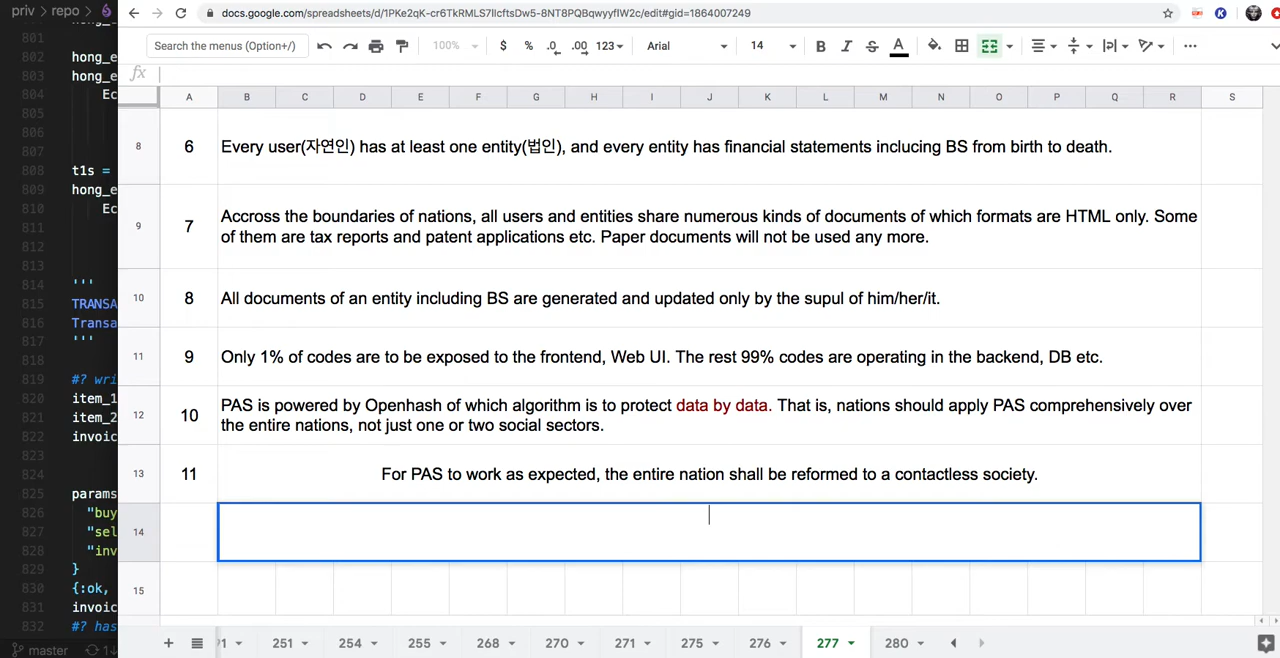 priv › repo ›
docs.google.com/spreadsheets/d/1PKe2qK-cr6TkRMLS7llcftsDw5-8NT8PQBqwyyfIW2c/edit#gid=1864007249
Search the menus (Option+/)
100%
$ % .0 .00 123
Arial
14
B I S A
fx
A B C D E F G H I J K L M N O P Q R S
8 6 Every user(자연인) has at least one entity(법인), and every entity has financial statements inclucing BS from birth to death.
9 7 Accross the boundaries of nations, all users and entities share numerous kinds of documents of which formats are HTML only. Some
of them are tax reports and patent applications etc. Paper documents will not be used any more.
10 8 All documents of an entity including BS are generated and updated only by the supul of him/her/it.
11 9 Only 1% of codes are to be exposed to the frontend, Web UI. The rest 99% codes are operating in the backend, DB etc.
12 10 PAS is powered by Openhash of which algorithm is to protect data by data. That is, nations should apply PAS comprehensively over
the entire nations, not just one or two social sectors.
13 11 For PAS to work as expected, the entire nation shall be reformed to a contactless society.
14
15
251 254 255 268 270 271 275 276 277 280
801
802 hong_e
803 hong_e
804 Ec
805
806
807
808 t1s =
809 hong_e
810 Ec
811
812
813
814 '''
815 TRANSA
816 Transa
817 '''
818
819 #? wri
820 item_1
821 item_2
822 invoic
823
824
825 params
826 "buy
827 "sel
828 "inv
829 }
830 {:ok,
831 invoic
832 #? has
master